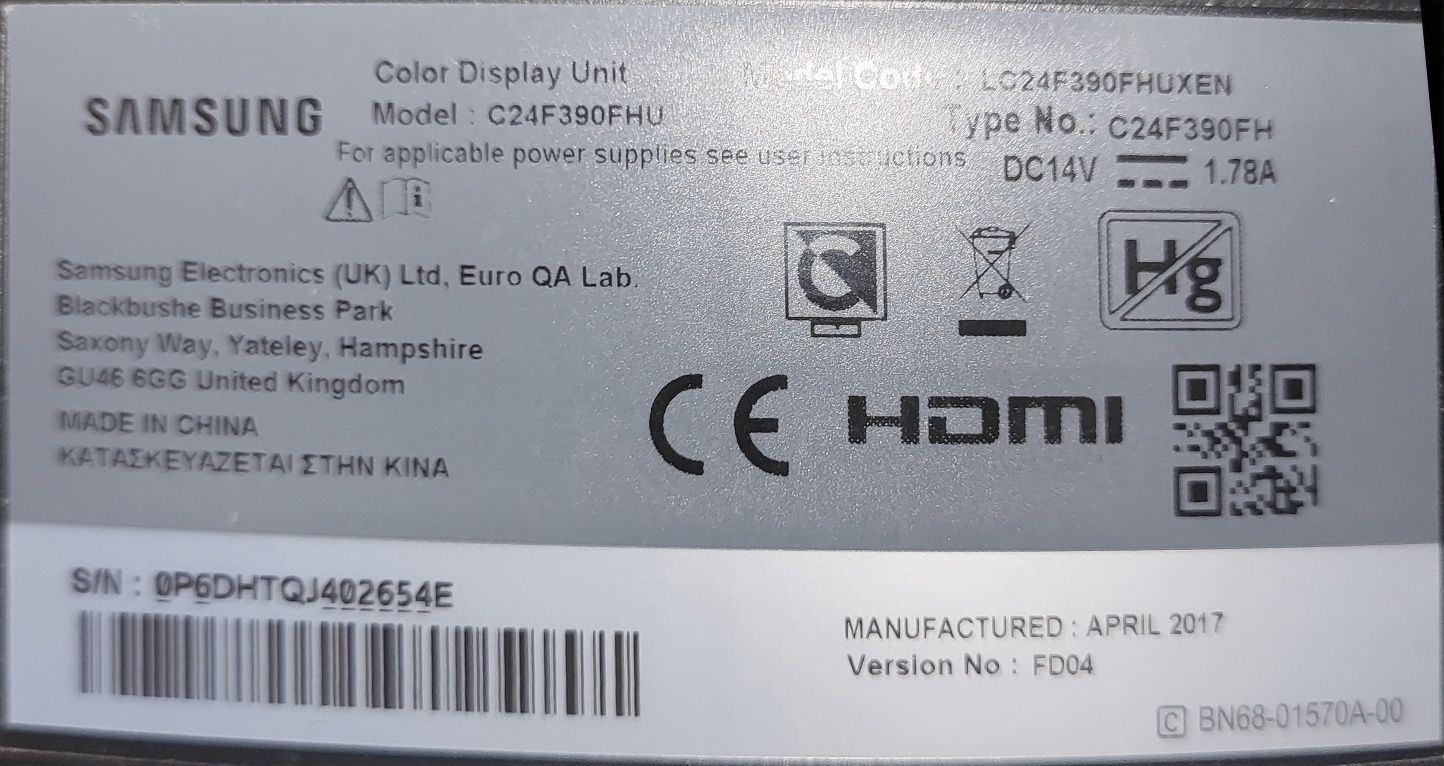 SAMSUNG
Color Display Unit
Model : C24F390FHU
Model Code : LC24F390FHUXEN
Type No.: C24F390FH
For applicable power supplies see user instructions
DC14V 1.78A
Samsung Electronics (UK) Ltd, Euro QA Lab.
Blackbushe Business Park
Saxony Way, Yateley, Hampshire
GU46 6GG United Kingdom
MADE IN CHINA
ΚΑΤΑΣΚΕΥΑΖΕΤΑΙ ΣΤΗΝ ΚΙΝΑ
Hg
CE
HDMI
S/N : 0P6DHTQJ402654E
MANUFACTURED : APRIL 2017
Version No : FD04
C BN68-01570A-00